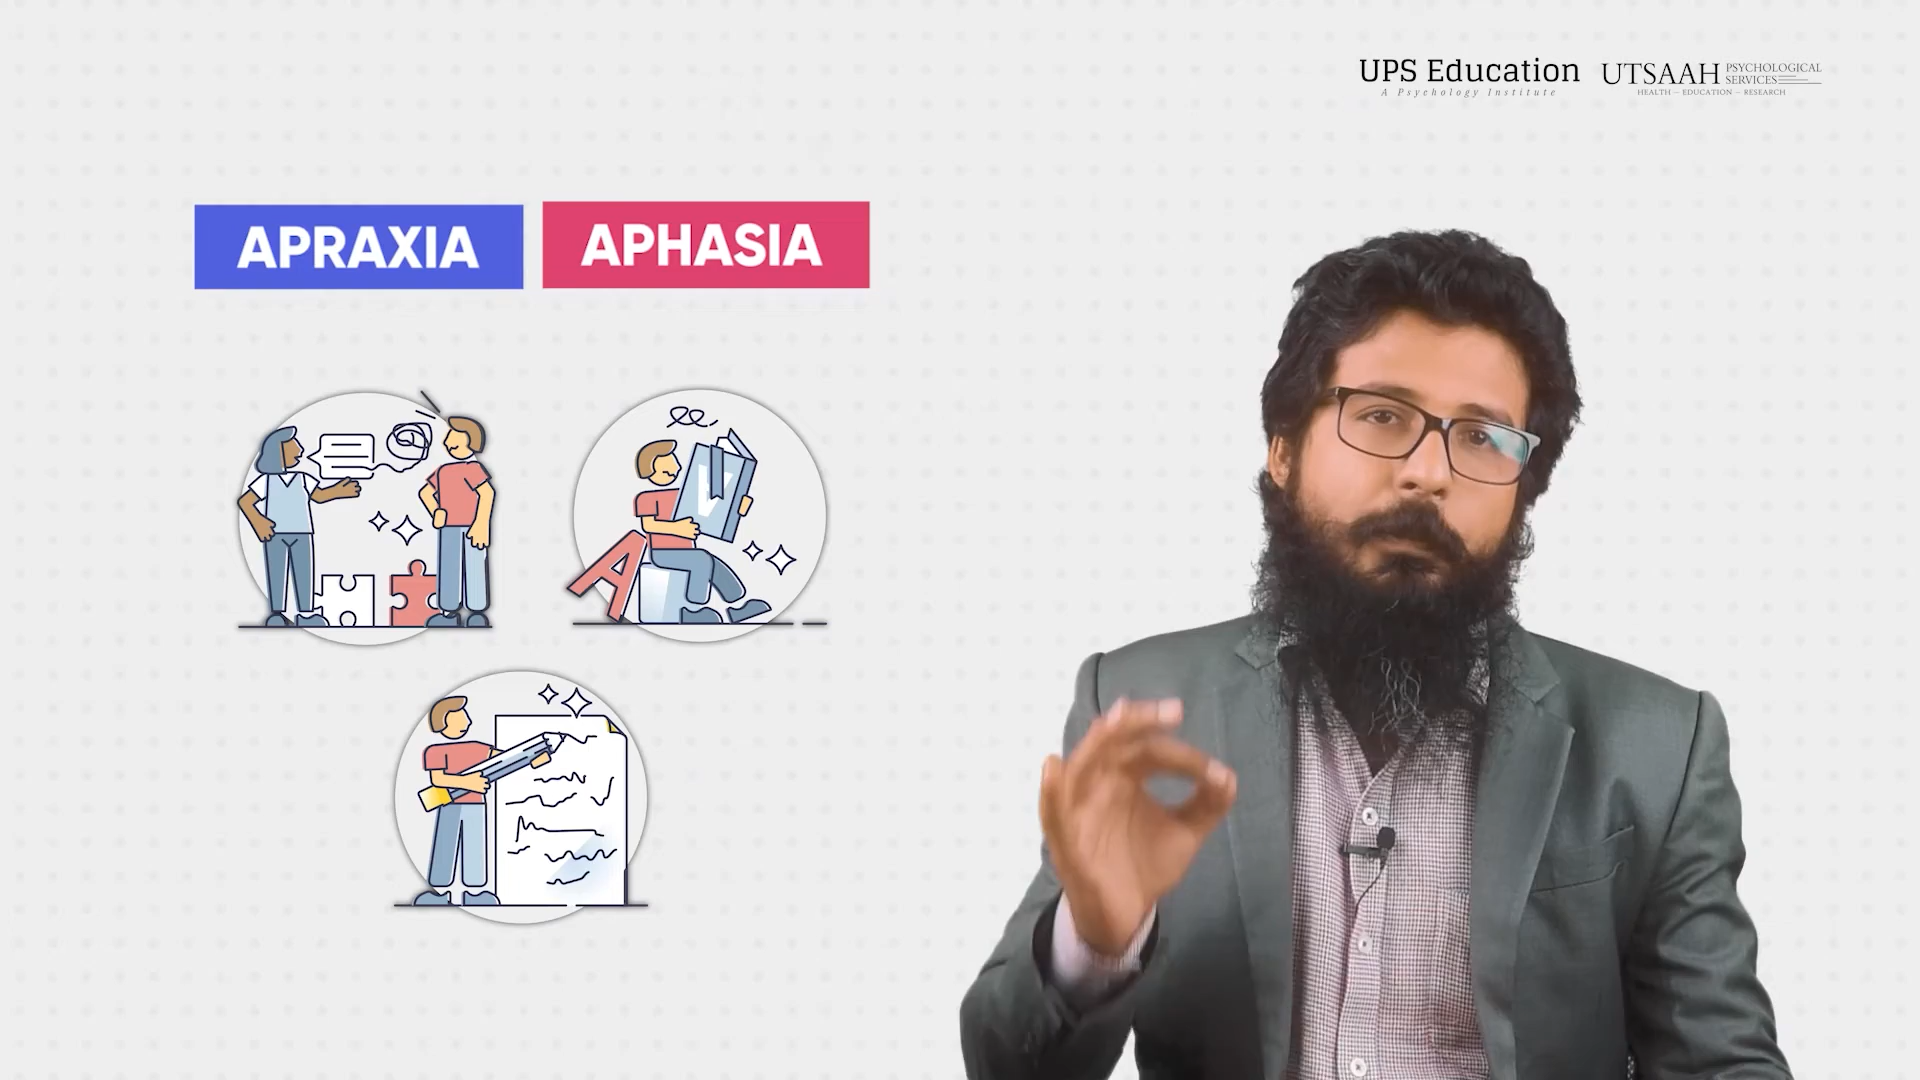 UPS Education
A Psychology Institute
UTSAAH PSYCHOLOGICAL SERVICES
HEALTH – EDUCATION – RESEARCH
APRAXIA
APHASIA
V
A